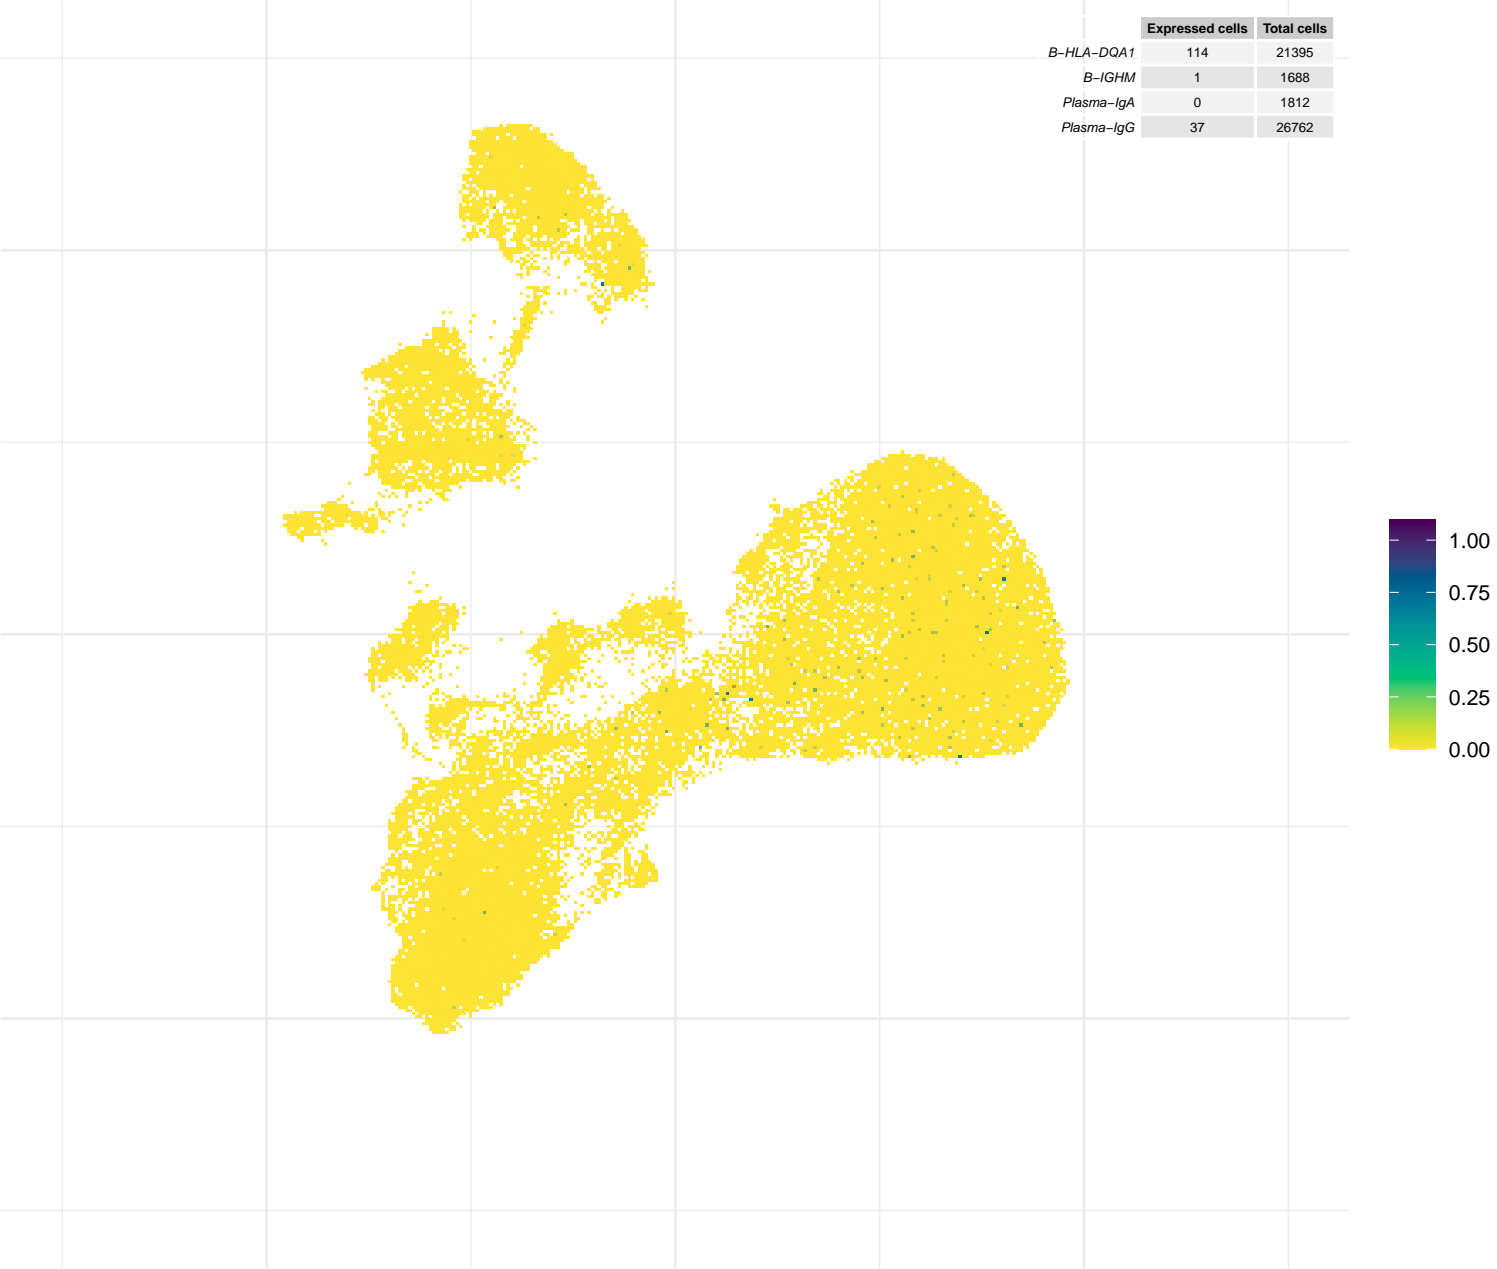 Expressed cells Total cells
B−HLA−DQA1 114 21395
B−IGHM 1 1688
Plasma−IgA 0 1812
Plasma−IgG 37 26762
1.00
0.75
0.50
0.25
0.00